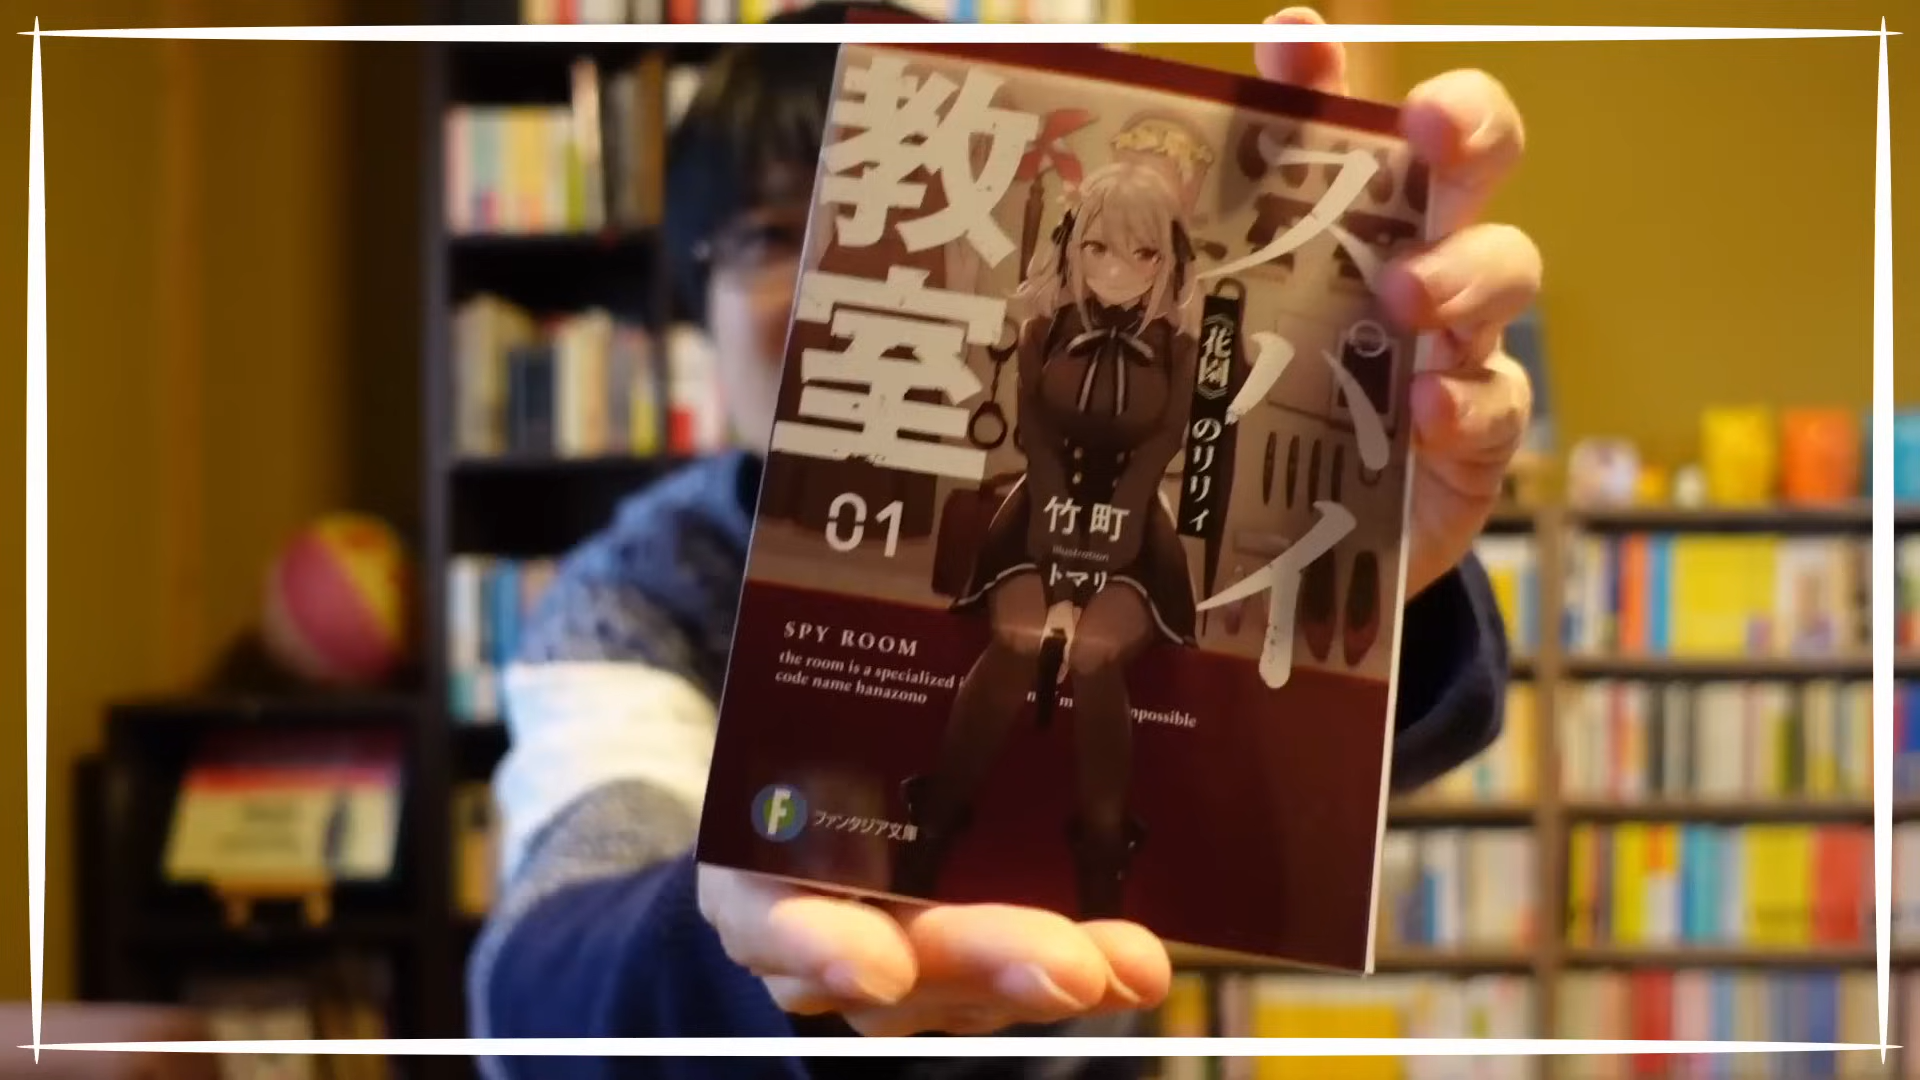 スパイ
教室
《花園》のリリィ
01
竹町
Illustration
トマリ
SPY ROOM
the room is a specialized
code name hanazono
ファンタジア文庫